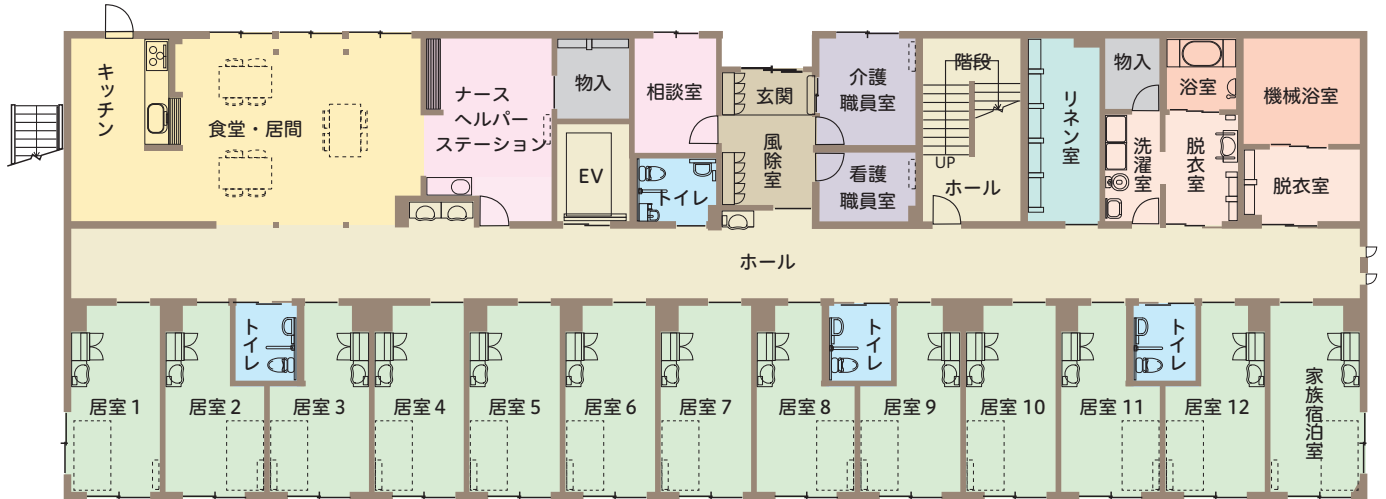 キッチン
食堂・居間
ナース
ヘルパー
ステーション
物入
EV
相談室
トイレ
玄関
風除室
介護
職員室
看護
職員室
階段
UP
ホール
リネン室
物入
洗濯室
浴室
脱衣室
機械浴室
脱衣室
ホール
トイレ
トイレ
トイレ
居室 1
居室 2
居室 3
居室 4
居室 5
居室 6
居室 7
居室 8
居室 9
居室 10
居室 11
居室 12
家族宿泊室